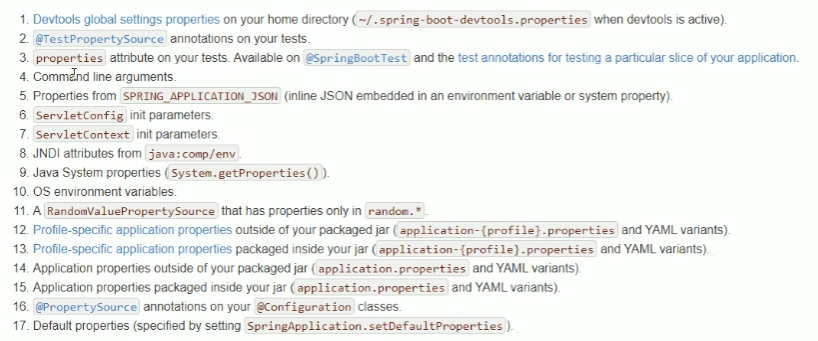 1. Devtools global settings properties on your home directory (~/.spring-boot-devtools.properties when devtools is active).
2. @TestPropertySource annotations on your tests.
3. properties attribute on your tests. Available on @SpringBootTest and the test annotations for testing a particular slice of your application.
4. Command line arguments.
5. Properties from SPRING_APPLICATION_JSON (inline JSON embedded in an environment variable or system property).
6. ServletConfig init parameters.
7. ServletContext init parameters.
8. JNDI attributes from java:comp/env.
9. Java System properties (System.getProperties()).
10. OS environment variables.
11. A RandomValuePropertySource that has properties only in random.*.
12. Profile-specific application properties outside of your packaged jar (application-{profile}.properties and YAML variants).
13. Profile-specific application properties packaged inside your jar (application-{profile}.properties and YAML variants).
14. Application properties outside of your packaged jar (application.properties and YAML variants).
15. Application properties packaged inside your jar (application.properties and YAML variants).
16. @PropertySource annotations on your @Configuration classes.
17. Default properties (specified by setting SpringApplication.setDefaultProperties).